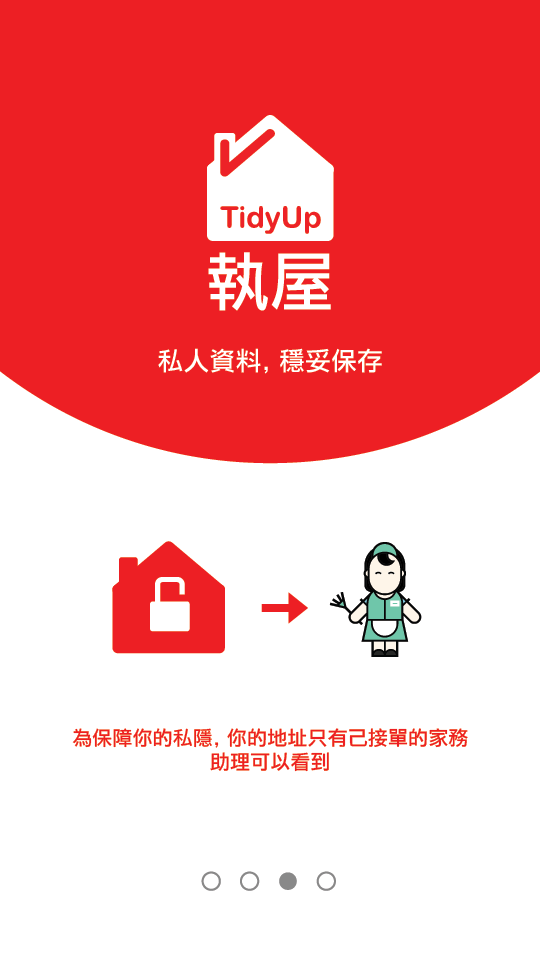 TidyUp
執屋
私人資料, 穩妥保存
為保障你的私隱, 你的地址只有己接單的家務
助理可以看到